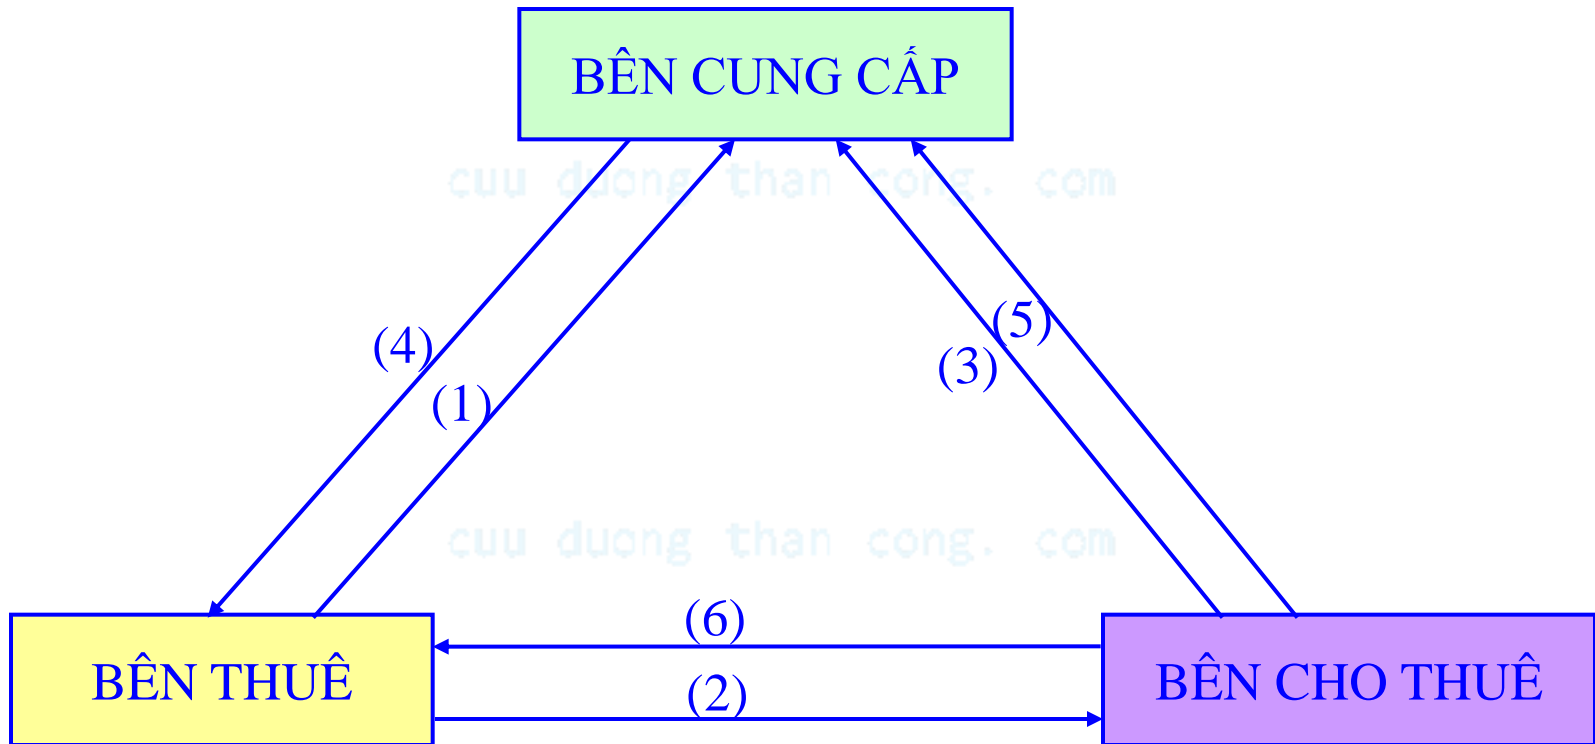 BÊN CUNG CẤP
cuu duong than cong. com
(5)
(4)
(3)
(1)
cuu duong than cong. com
(6)
BÊN THUÊ
BÊN CHO THUÊ
(2)